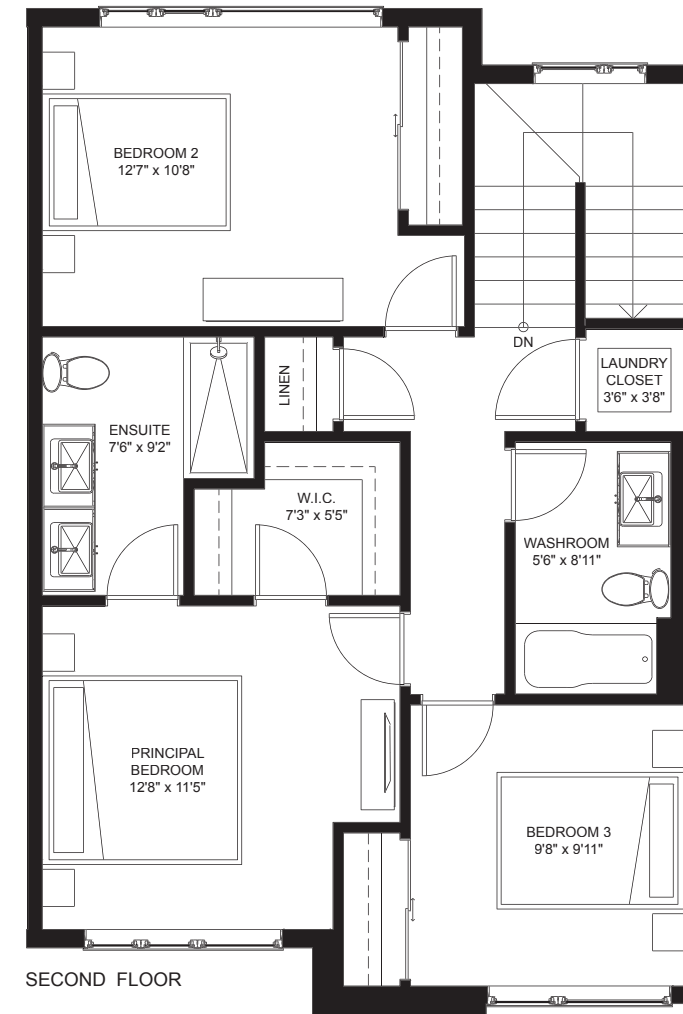 BEDROOM 2
12'7" x 10'8"
DN
LAUNDRY
CLOSET
3'6" x 3'8"
LINEN
ENSUITE
7'6" x 9'2"
W.I.C.
7'3" x 5'5"
WASHROOM
5'6" x 8'11"
PRINCIPAL
BEDROOM
12'8" x 11'5"
BEDROOM 3
9'8" x 9'11"
SECOND FLOOR